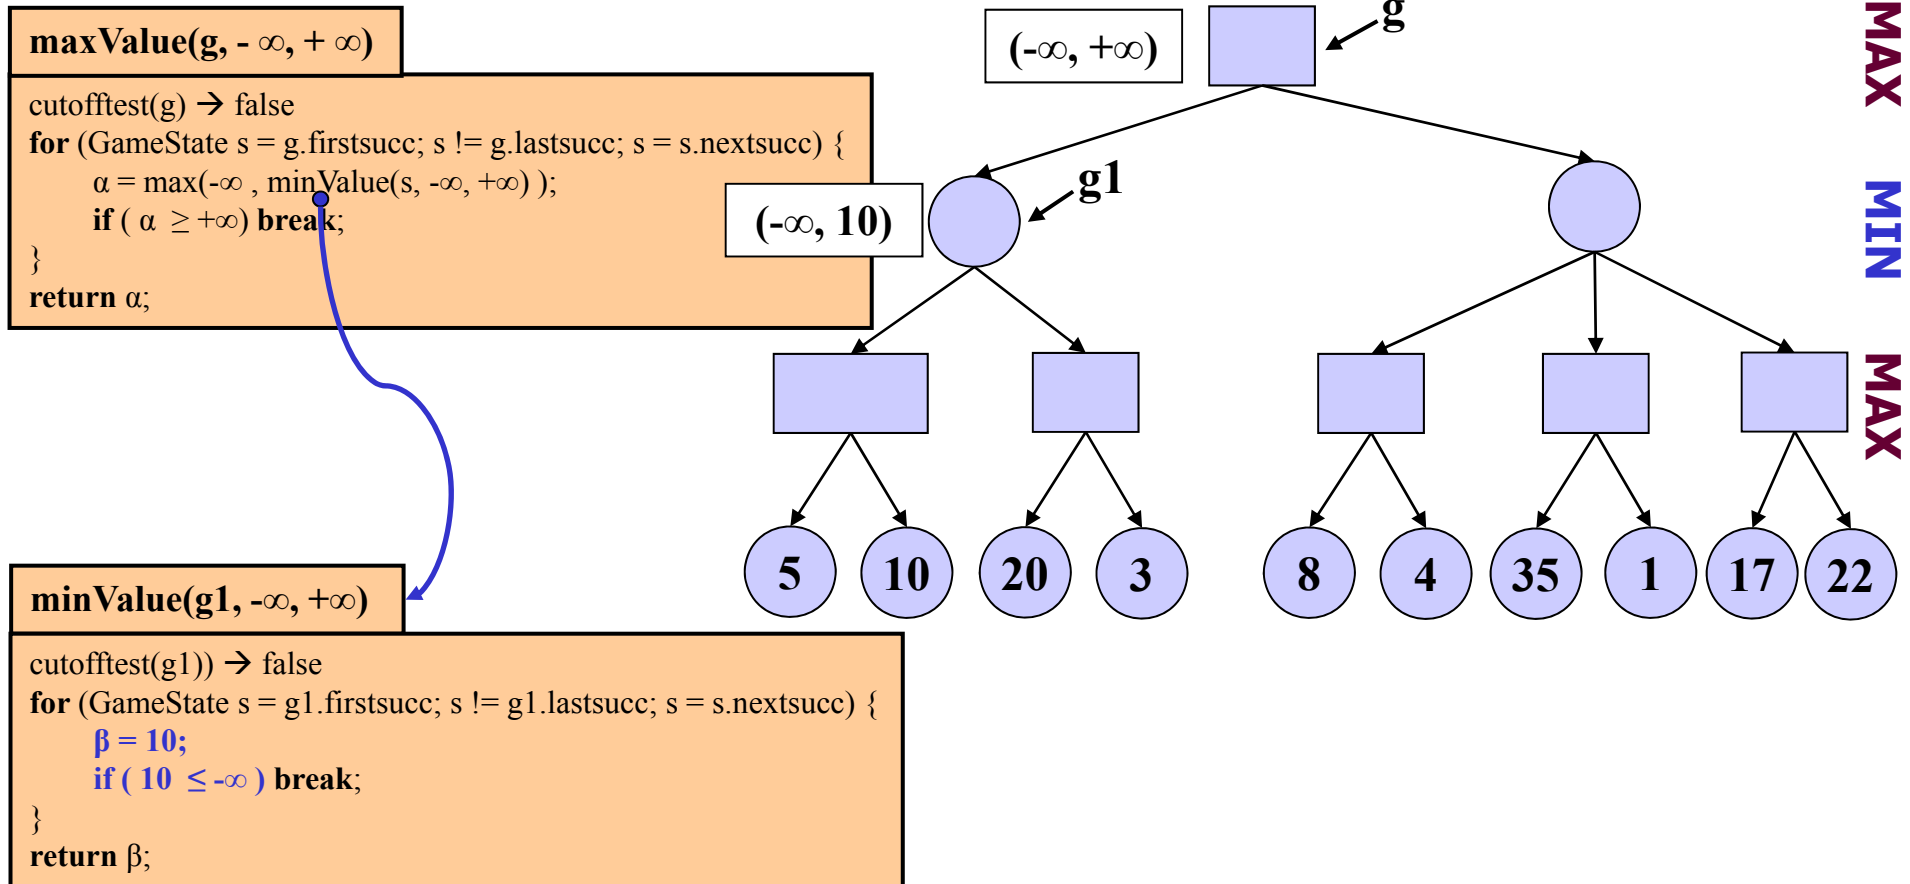 maxValue(g, - ∞, + ∞)
cutofftest(g) → false
for (GameState s = g.firstsucc; s != g.lastsucc; s = s.nextsucc) {
α = max(-∞ , minValue(s, -∞, +∞) );
if ( α ≥ +∞) break;
}
return α;
minValue(g1, -∞, +∞)
cutofftest(g1)) → false
for (GameState s = g1.firstsucc; s != g1.lastsucc; s = s.nextsucc) {
β = 10;
if ( 10 ≤ -∞ ) break;
}
return β;
(-∞, +∞)
g
MAX
(-∞, 10)
g1
MIN
MAX
5 10 20 3 8 4 35 1 17 22